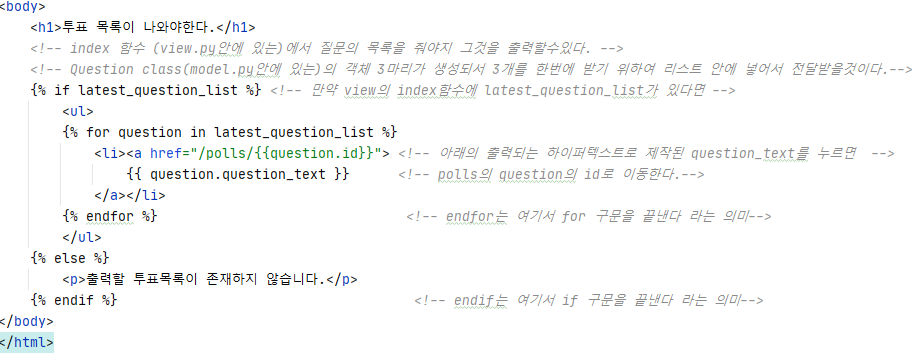 <body>
<h1>투표 목록이 나와야한다.</h1>
<!-- index 함수 (view.py안에 있는)에서 질문의 목록을 줘야지 그것을 출력할수있다. -->
<!-- Question class(model.py안에 있는)의 객체 3마리가 생성되서 3개를 한번에 받기 위하여 리스트 안에 넣어서 전달받을것이다.-->
{% if latest_question_list %} <!-- 만약 view의 index함수에 latest_question_list가 있다면 -->
<ul>
{% for question in latest_question_list %}
<li><a href="/polls/{{question.id}}"> <!-- 아래의 출력되는 하이퍼텍스트로 제작된 question_text를 누르면  -->
{{ question.question_text }} <!-- polls의 question의 id로 이동한다.-->
</a></li>
{% endfor %} <!-- endfor는 여기서 for 구문을 끝낸다 라는 의미-->
</ul>
{% else %}
<p>출력할 투표목록이 존재하지 않습니다.</p>
{% endif %} <!-- endif는 여기서 if 구문을 끝낸다 라는 의미-->
</body>
</html>